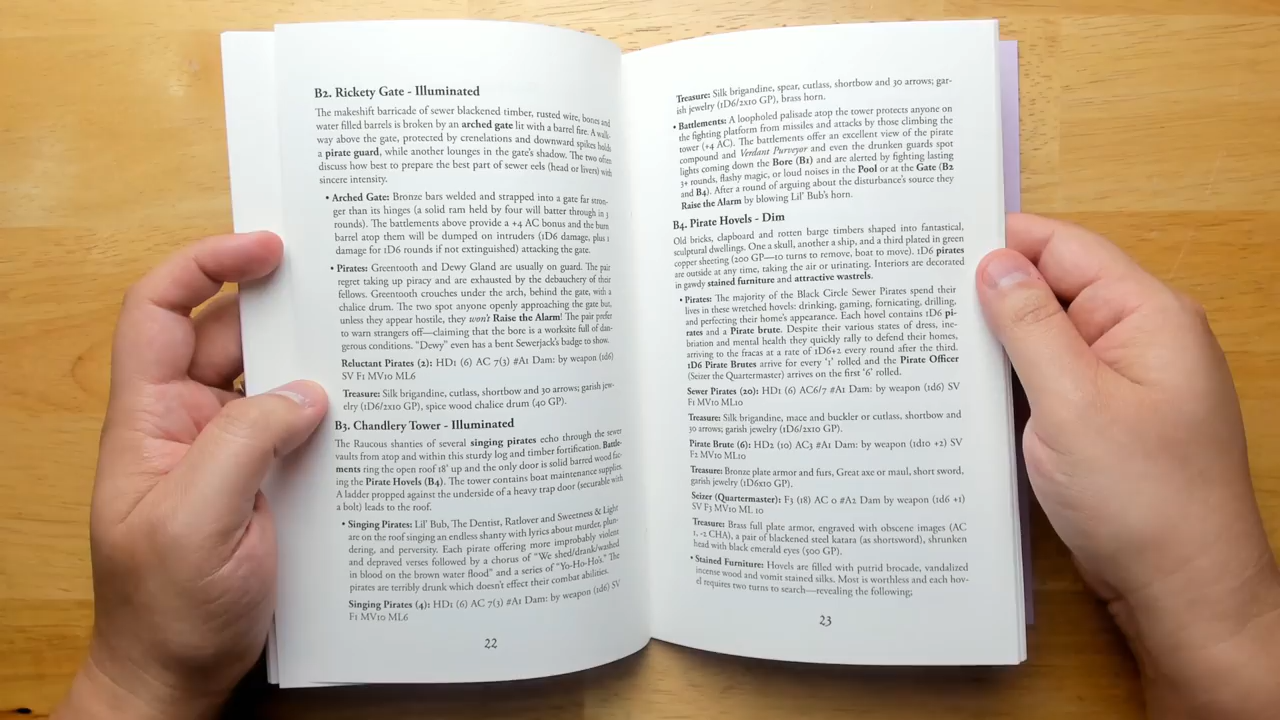 B2. Rickety Gate - Illuminated
The makeshift barricade of sewer blackened timber, rusted wire, bones and
water filled barrels is broken by an arched gate lit with a barrel fire. A walk-
way above the gate, protected by crenelations and downward spikes holds
a pirate guard, while another lounges in the gate's shadow. The two often
discuss how best to prepare the best part of sewer eels (head or livers) with
sincere intensity.
• Arched Gate: Bronze bars welded and strapped into a gate far stron-
ger than its hinges (a solid ram held by four will batter through in 3
rounds). The battlements above provide a +4 AC bonus and the burn
barrel atop them will be dumped on intruders (1D6 damage, plus 1
damage for 1D6 rounds if not extinguished) attacking the gate.
• Pirates: Greentooth and Dewy Gland are usually on guard. The pair
regret taking up piracy and are exhausted by the debauchery of their
fellows. Greentooth crouches under the arch, behind the gate, with a
chalice drum. The two spot anyone openly approaching the gate but,
unless they appear hostile, they won't Raise the Alarm! The pair prefer
to warn strangers off—claiming that the bore is a worksite full of dan-
gerous conditions. "Dewy" even has a bent Sewerjack's badge to show.
Reluctant Pirates (2): HD1 (6) AC 7(3) #A1 Dam: by weapon (1d6)
SV F1 MV10 ML6
Treasure: Silk brigandine, cutlass, shortbow and 30 arrows; garish jew-
elry (1D6/2x10 GP), spice wood chalice drum (40 GP).
B3. Chandlery Tower - Illuminated
The Raucous shanties of several singing pirates echo through the sewer
vaults from atop and within this sturdy log and timber fortification. Battle-
ments ring the open roof 18' up and the only door is solid barred wood fac-
ing the Pirate Hovels (B4). The tower contains boat maintenance supplies.
A ladder propped against the underside of a heavy trap door (securable with
a bolt) leads to the roof.
• Singing Pirates: Lil' Bub, The Dentist, Ratlover and Sweetness & Light
are on the roof singing an endless shanty with lyrics about murder, plun-
dering, and perversity. Each pirate offering more improbably violent
and depraved verses followed by a chorus of "We shed/drank/washed
in blood on the brown water flood" and a series of "Yo-Ho-Ho's." The
pirates are terribly drunk which doesn't effect their combat abilities.
Singing Pirates (4): HD1 (6) AC 7(3) #A1 Dam: by weapon (1d6) SV
F1 MV10 ML6
22
Treasure: Silk brigandine, spear, cutlass, shortbow and 30 arrows; gar-
ish jewelry (1D6/2x10 GP), brass horn.
• Battlements: A loopholed palisade atop the tower protects anyone on
the fighting platform from missiles and attacks by those climbing the
tower (+4 AC). The battlements offer an excellent view of the pirate
compound and Verdant Purveyor and even the drunken guards spot
lights coming down the Bore (B1) and are alerted by fighting lasting
3+ rounds, flashy magic, or loud noises in the Pool or at the Gate (B2
and B4). After a round of arguing about the disturbance's source they
Raise the Alarm by blowing Lil' Bub's horn.
B4. Pirate Hovels - Dim
Old bricks, clapboard and rotten barge timbers shaped into fantastical,
sculptural dwellings. One a skull, another a ship, and a third plated in green
copper sheeting (200 GP—10 turns to remove, boat to move). 1D6 pirates
are outside at any time, taking the air or urinating. Interiors are decorated
in gawdy stained furniture and attractive wastrels.
• Pirates: The majority of the Black Circle Sewer Pirates spend their
lives in these wretched hovels: drinking, gaming, fornicating, drilling,
and perfecting their home's appearance. Each hovel contains 1D6 pi-
rates and a Pirate brute. Despite their various states of dress, ine-
briation and mental health they quickly rally to defend their homes,
arriving to the fracas at a rate of 1D6+2 every round after the third.
1D6 Pirate Brutes arrive for every '1' rolled and the Pirate Officer
(Seizer the Quartermaster) arrives on the first '6' rolled.
Sewer Pirates (20): HD1 (6) AC6/7 #A1 Dam: by weapon (1d6) SV
F1 MV10 ML10
Treasure: Silk brigandine, mace and buckler or cutlass, shortbow and
30 arrows; garish jewelry (1D6/2x10 GP).
Pirate Brute (6): HD2 (10) AC3 #A1 Dam: by weapon (1d10 +2) SV
F2 MV10 ML10
Treasure: Bronze plate armor and furs, Great axe or maul, short sword,
garish jewelry (1D6x10 GP).
Seizer (Quartermaster): F3 (18) AC 0 #A2 Dam by weapon (1d6 +1)
SV F3 MV10 ML 10
Treasure: Brass full plate armor, engraved with obscene images (AC
1, -2 CHA), a pair of blackened steel katara (as shortsword), shrunken
head with black emerald eyes (500 GP).
• Stained Furniture: Hovels are filled with putrid brocade, vandalized
incense wood and vomit stained silks. Most is worthless and each hov-
el requires two turns to search—revealing the following;
23